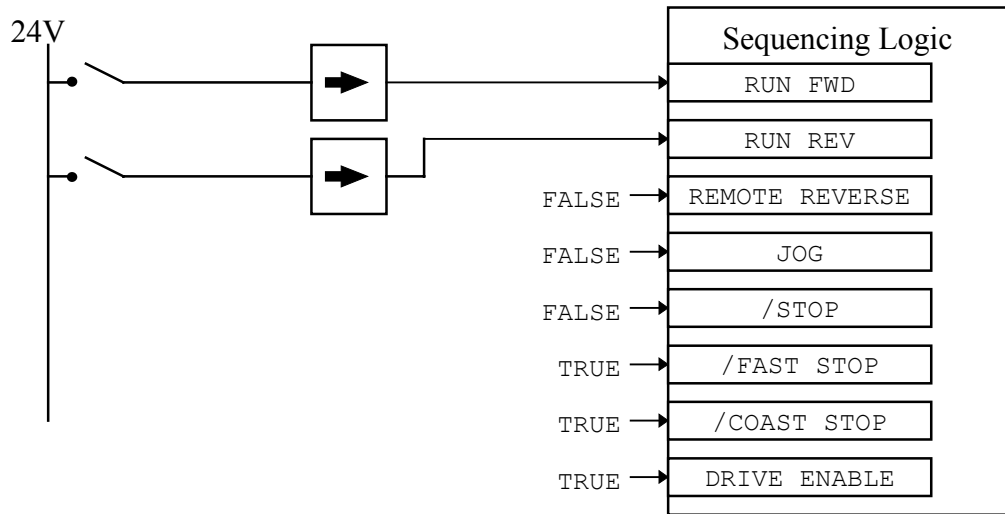 24V
Sequencing Logic
RUN FWD
RUN REV
FALSE REMOTE REVERSE
FALSE JOG
FALSE /STOP
TRUE /FAST STOP
TRUE /COAST STOP
TRUE DRIVE ENABLE